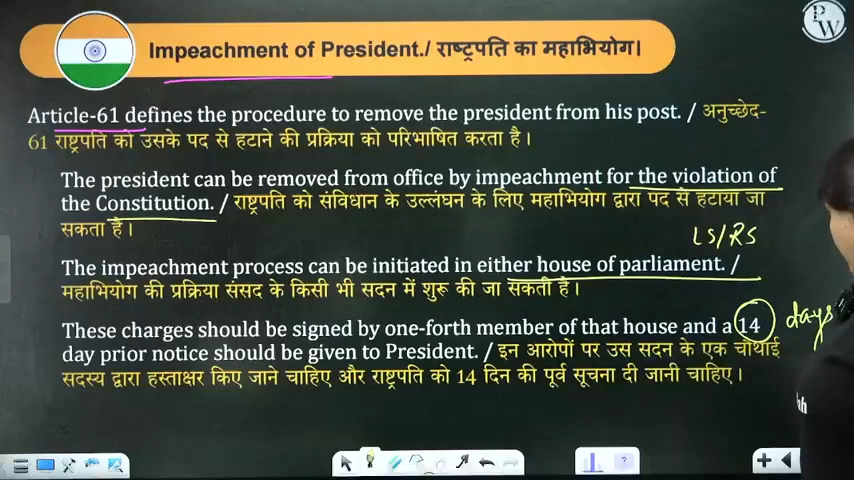 P
W
Impeachment of President./ राष्ट्रपति का महाभियोग।
Article-61 defines the procedure to remove the president from his post. / अनुच्छेद-
61 राष्ट्रपति को उसके पद से हटाने की प्रक्रिया को परिभाषित करता है।
The president can be removed from office by impeachment for the violation of
the Constitution. / राष्ट्रपति को संविधान के उल्लंघन के लिए महाभियोग द्वारा पद से हटाया जा
सकता है।
LS/RS
The impeachment process can be initiated in either house of parliament. /
महाभियोग की प्रक्रिया संसद के किसी भी सदन में शुरू की जा सकती है।
These charges should be signed by one-forth member of that house and a 14 days
day prior notice should be given to President. / इन आरोपों पर उस सदन के एक चौथाई
सदस्य द्वारा हस्ताक्षर किए जाने चाहिए और राष्ट्रपति को 14 दिन की पूर्व सूचना दी जानी चाहिए।